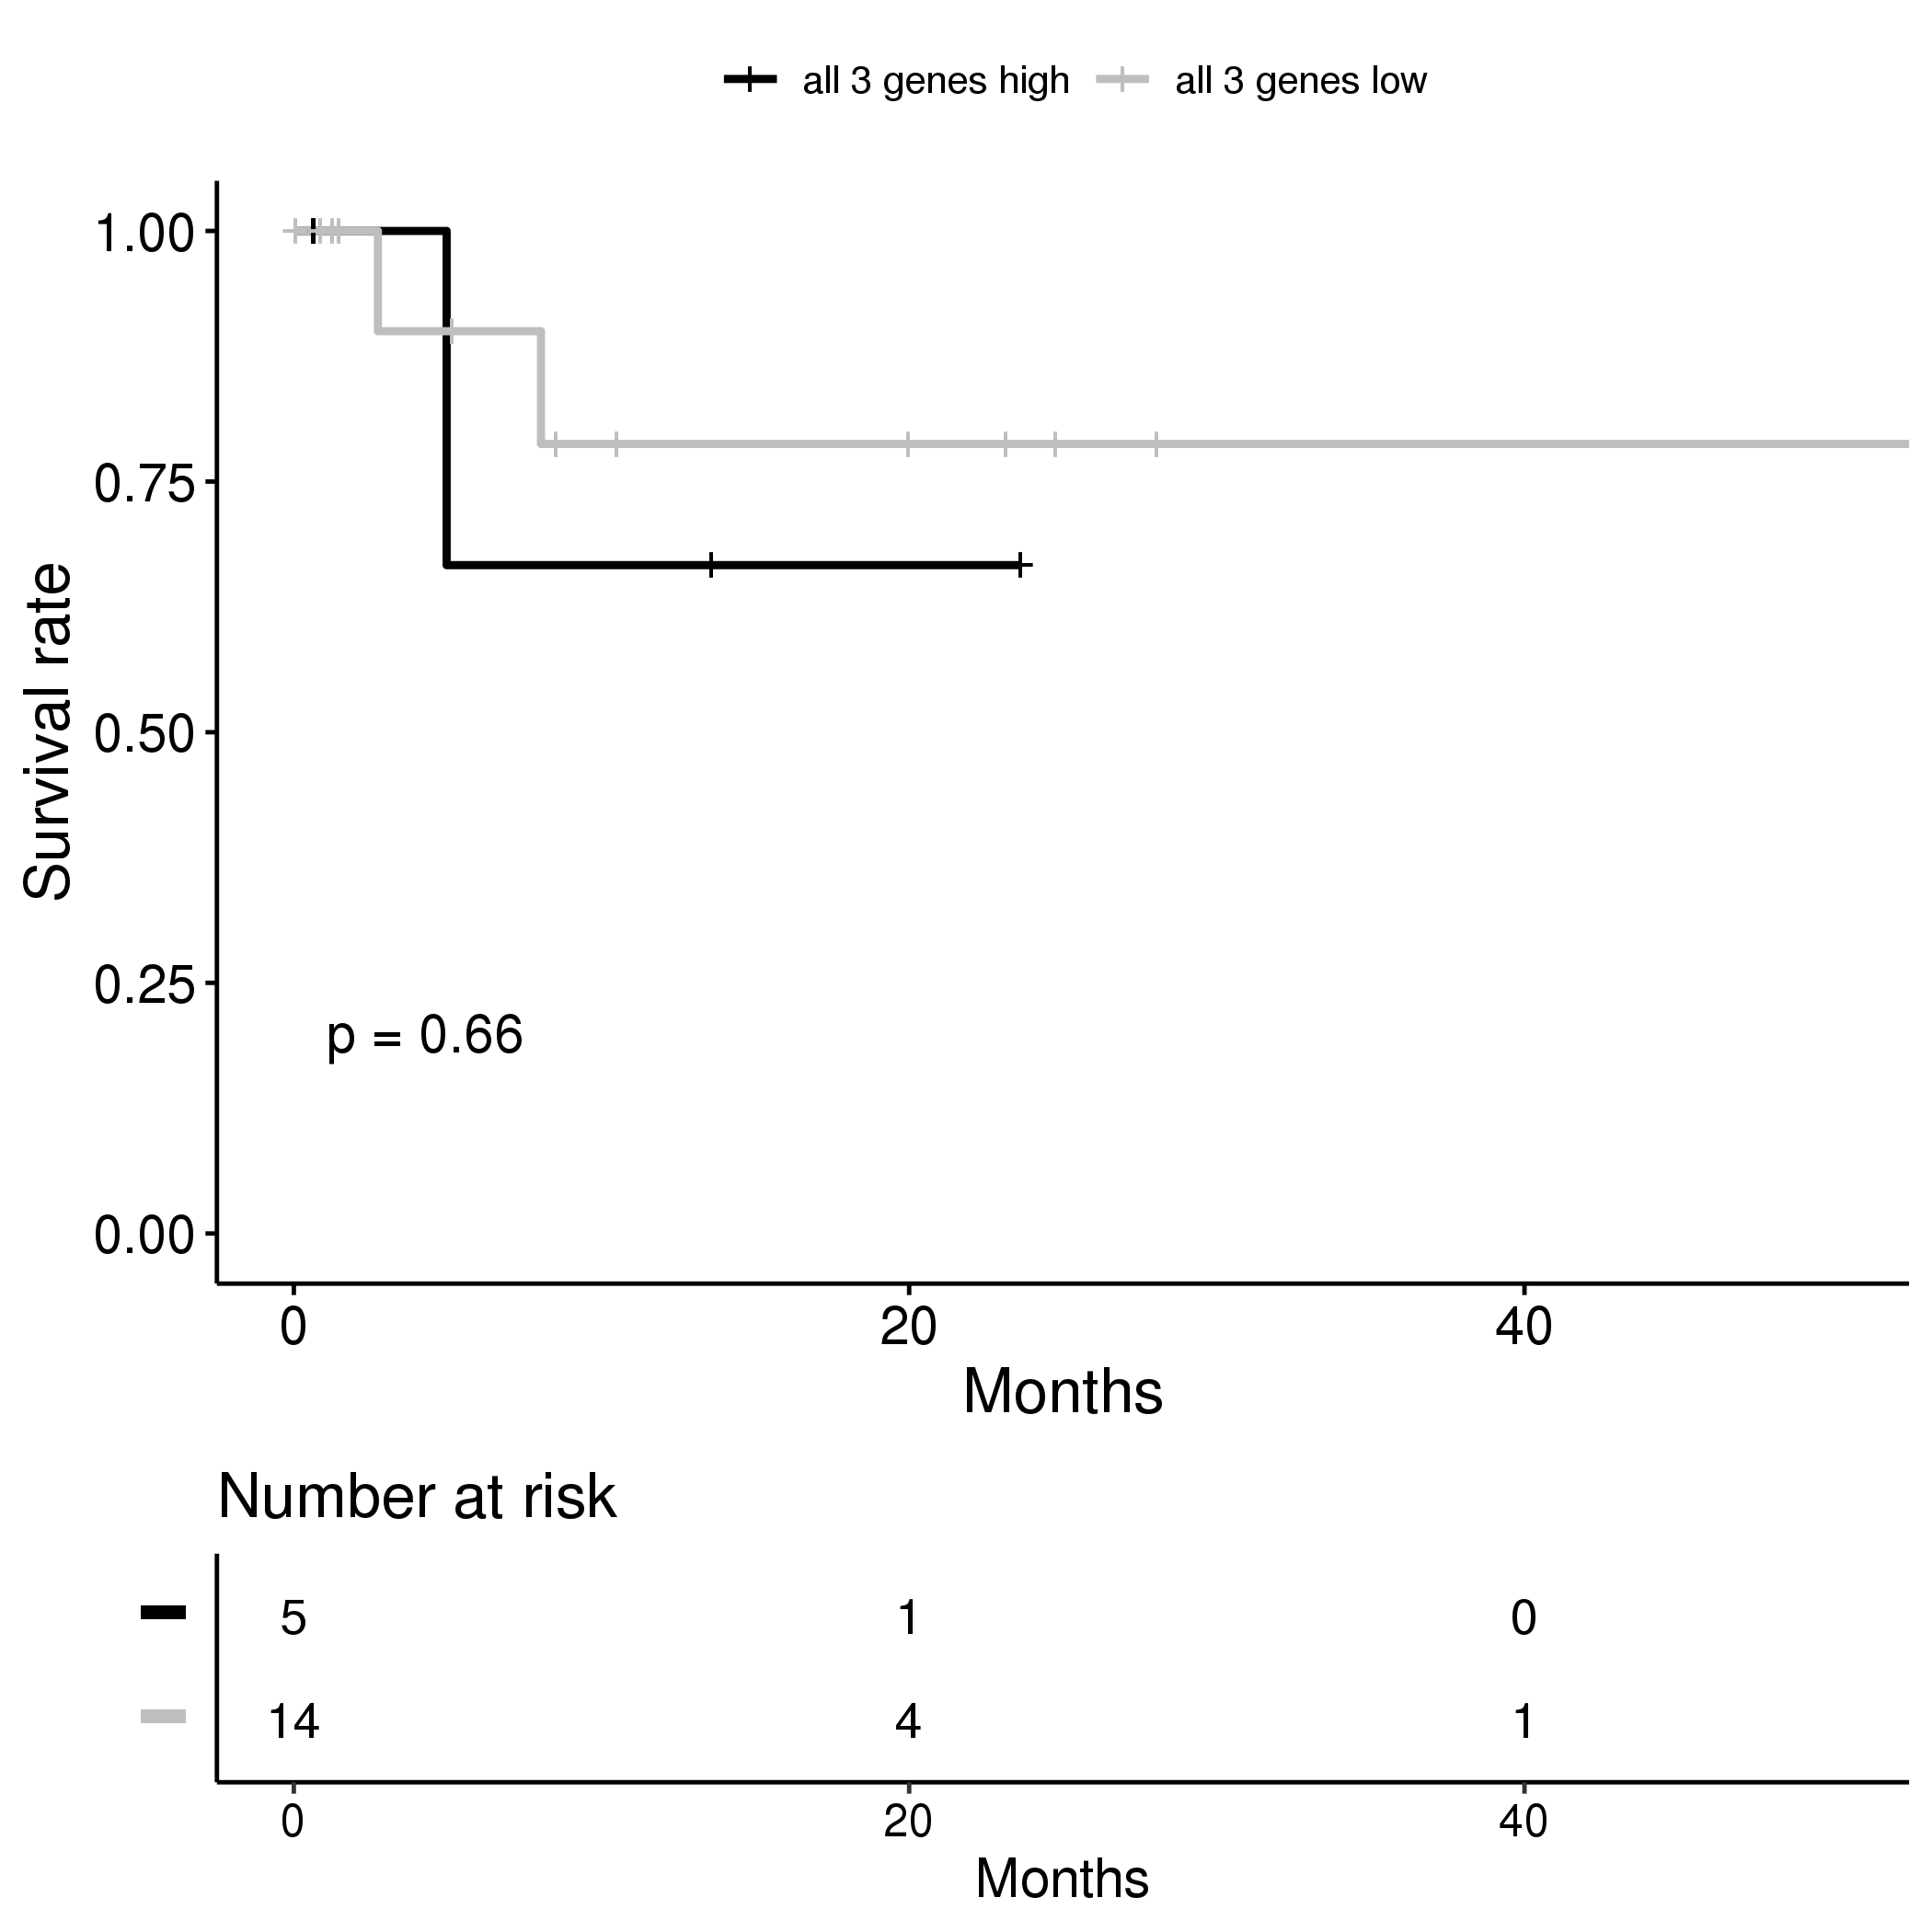 all 3 genes high all 3 genes low
1.00
0.75
0.50
0.25
0.00
Survival rate
p = 0.66
0 20 40
Months
Number at risk
5 1 0
14 4 1
0 20 40
Months